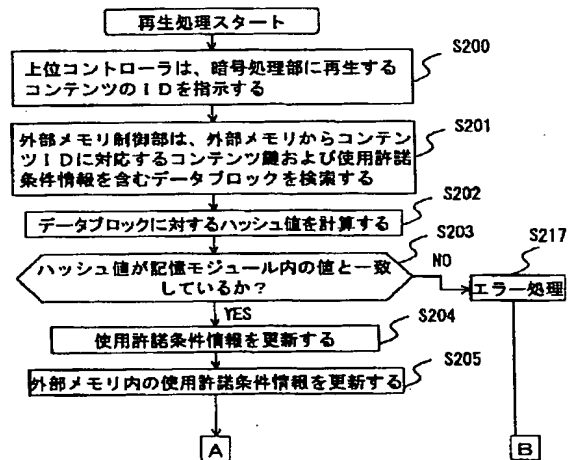 再生処理スタート
S200
上位コントローラは、暗号処理部に再生する
コンテンツのIDを指示する
S201
外部メモリ制御部は、外部メモリからコンテン
ツIDに対応するコンテンツ鍵および使用許諾
条件情報を含むデータブロックを検索する
S202
データブロックに対するハッシュ値を計算する
S203
ハッシュ値が記憶モジュール内の値と一致
しているか？
NO
S217
エラー処理
YES
S204
使用許諾条件情報を更新する
S205
外部メモリ内の使用許諾条件情報を更新する
A
B